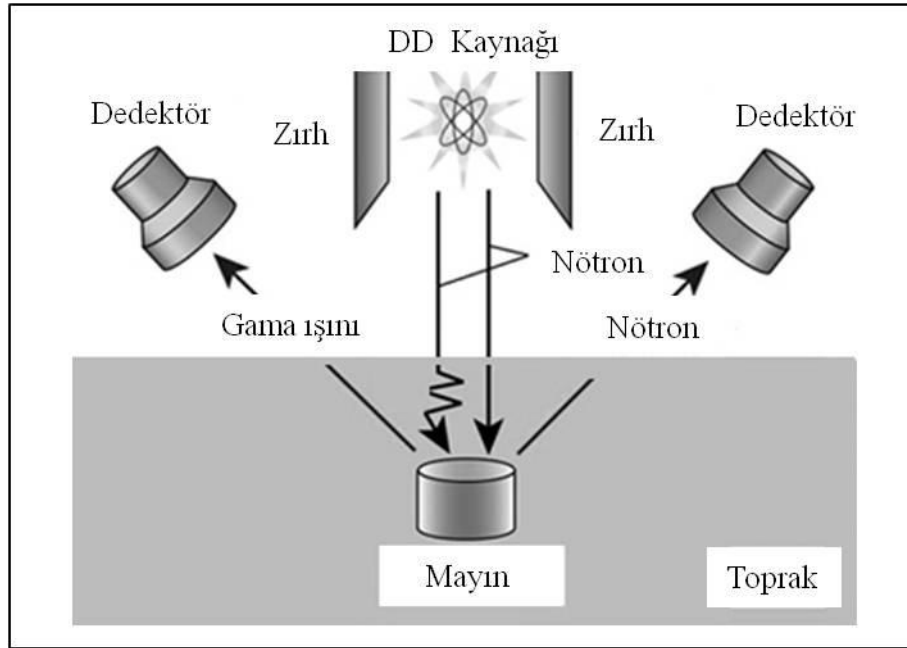 DD Kaynağı
Dedektör
Zırh
Zırh
Dedektör
Nötron
Gama ışını
Nötron
Mayın
Toprak